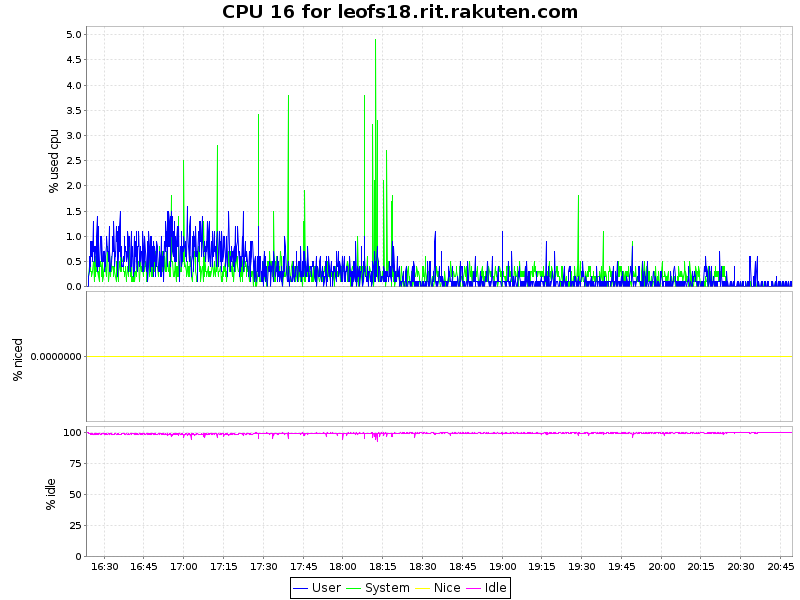 CPU 16 for leofs18.rit.rakuten.com
5.0
4.5
4.0
3.5
3.0
2.5
2.0
1.5
1.0
0.5
0.0
% used cpu
0.0000000
% niced
100
75
50
25
0
% idle
16:30 16:45 17:00 17:15 17:30 17:45 18:00 18:15 18:30 18:45 19:00 19:15 19:30 19:45 20:00 20:15 20:30 20:45
User System Nice Idle